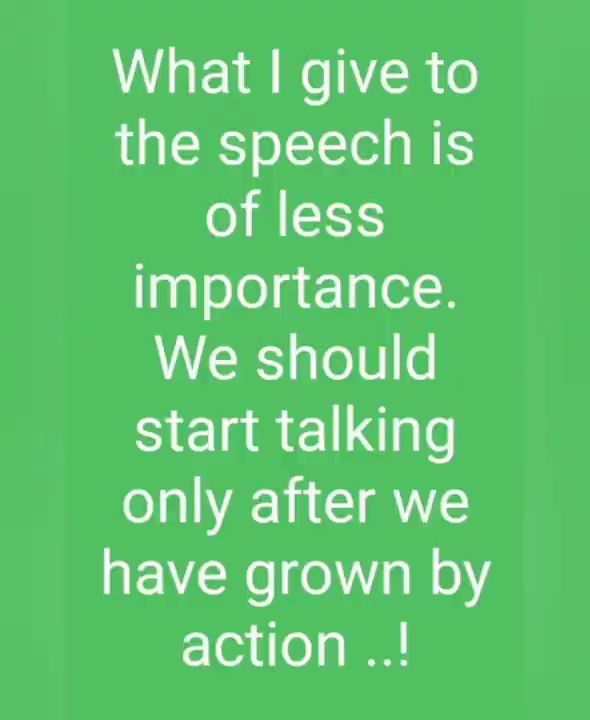 What I give to
the speech is
of less
importance.
We should
start talking
only after we
have grown by
action ..!